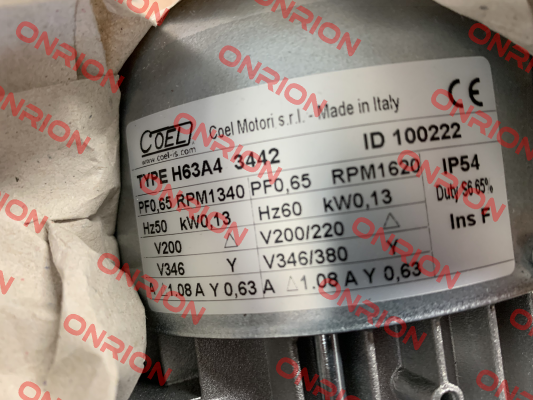 COEL
www.coel-is.com
Coel Motori s.r.l. - Made in Italy
TYPE H63A4 3442 ID 100222
PF0,65 RPM1340 PF0,65 RPM1620 IP54
Hz50 kW0,13 Hz60 kW0,13 Duty S6 65%
V200 △ V200/220 △ Ins F
V346 Y V346/380 Y
A △1.08 A Y 0,63 A △1.08 A Y 0,63
ONRION
ONRION
ONRION
ONRION
ONRION
ONRION
ONRION
ONRION
ONRION
ONRION
ONRION
ONRION